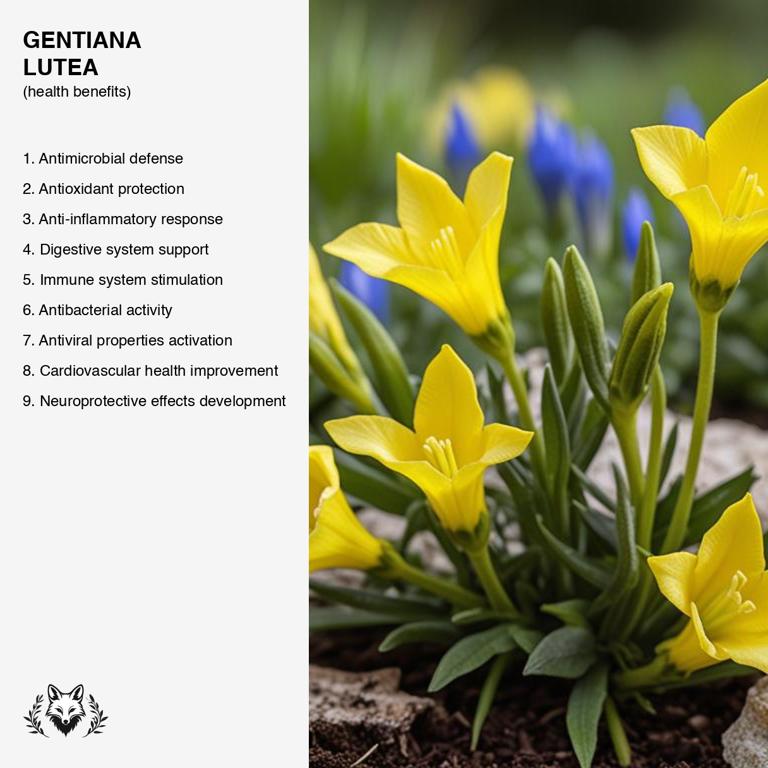 GENTIANA
LUTEA
(health benefits)
1. Antimicrobial defense
2. Antioxidant protection
3. Anti-inflammatory response
4. Digestive system support
5. Immune system stimulation
6. Antibacterial activity
7. Antiviral properties activation
8. Cardiovascular health improvement
9. Neuroprotective effects development